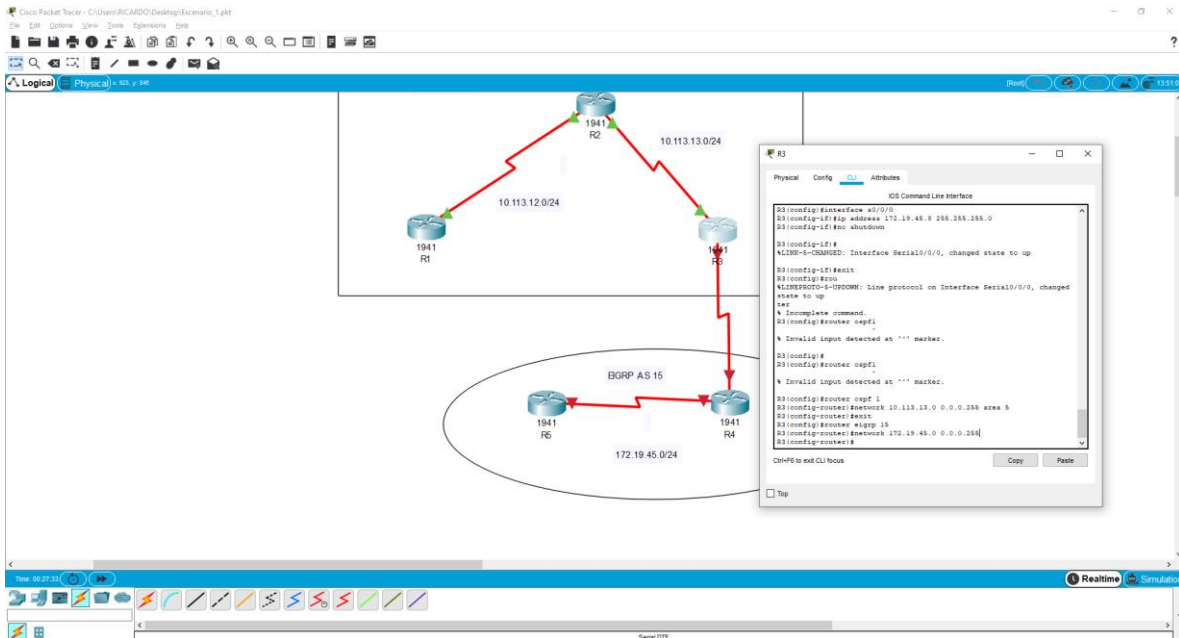 Cisco Packet Tracer - C:\Users\RICARDO\Desktop\Escenario_1.pkt
File Edit Options View Tools Extensions Help
?
Logical
Physical
[Root]
1941
R2
10.113.13.0/24
10.113.12.0/24
1941
R1
1941
R3
EIGRP AS 15
1941
R5
1941
R4
172.19.45.0/24
R3
Physical Config CLI Attributes
IOS Command Line Interface
R3(config)#interface s0/0/0
R3(config-if)#ip address 172.19.45.8 255.255.255.0
R3(config-if)#no shutdown
R3(config-if)#
%LINK-5-CHANGED: Interface Serial0/0/0, changed state to up
R3(config-if)#exit
R3(config)#rou
%LINEPROTO-5-UPDOWN: Line protocol on Interface Serial0/0/0, changed
state to up
ter
% Incomplete command.
R3(config)#router ospf1
^
% Invalid input detected at '^' marker.
R3(config)#
R3(config)#router ospf1
^
% Invalid input detected at '^' marker.
R3(config)#router ospf 1
R3(config-router)#network 10.113.13.0 0.0.0.255 area 5
R3(config-router)#exit
R3(config)#router eigrp 15
R3(config-router)#network 172.19.45.0 0.0.0.255
R3(config-router)#
Ctrl+F6 to exit CLI focus
Copy
Paste
Top
Time: 00:27:33
Realtime
Simulation
Serial DTE